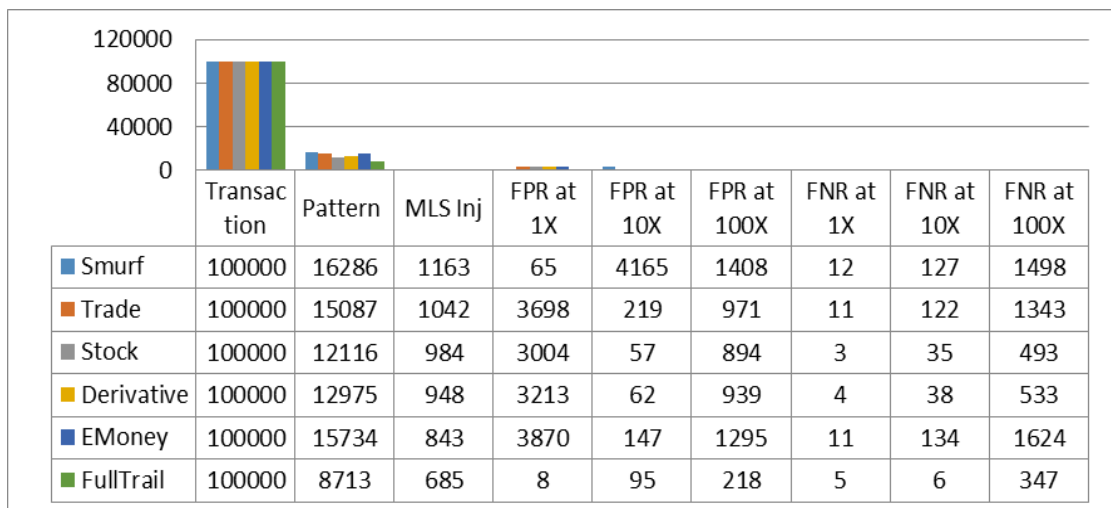 120000
80000
40000
0
Transac
tion
Pattern
MLS Inj
FPR at
1X
FPR at
10X
FPR at
100X
FNR at
1X
FNR at
10X
FNR at
100X
Smurf 100000 16286 1163 65 4165 1408 12 127 1498
Trade 100000 15087 1042 3698 219 971 11 122 1343
Stock 100000 12116 984 3004 57 894 3 35 493
Derivative 100000 12975 948 3213 62 939 4 38 533
EMoney 100000 15734 843 3870 147 1295 11 134 1624
FullTrail 100000 8713 685 8 95 218 5 6 347